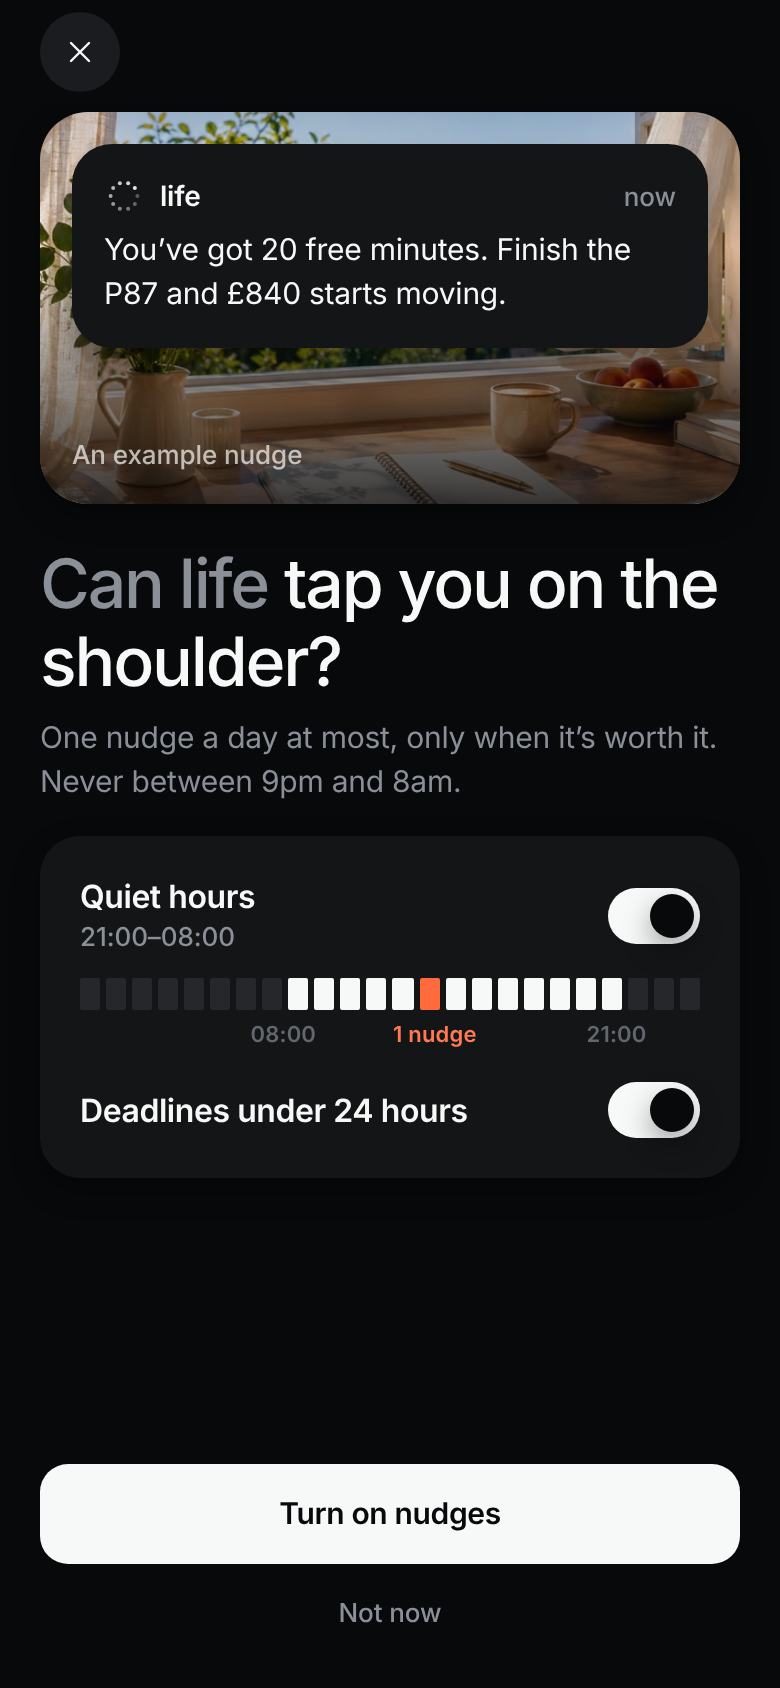 life
now
You’ve got 20 free minutes. Finish the
P87 and £840 starts moving.
An example nudge
Can life tap you on the
shoulder?
One nudge a day at most, only when it’s worth it.
Never between 9pm and 8am.
Quiet hours
21:00–08:00
08:00
1 nudge
21:00
Deadlines under 24 hours
Turn on nudges
Not now